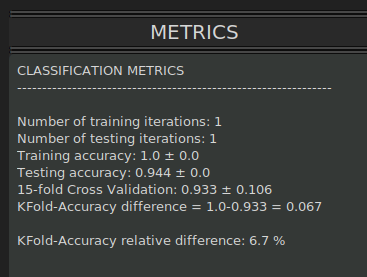 METRICS
CLASSIFICATION METRICS
---------------------------------------------------------------
Number of training iterations: 1
Number of testing iterations: 1
Training accuracy: 1.0 ± 0.0
Testing accuracy: 0.944 ± 0.0
15-fold Cross Validation: 0.933 ± 0.106
KFold-Accuracy difference = 1.0-0.933 = 0.067
KFold-Accuracy relative difference: 6.7 %